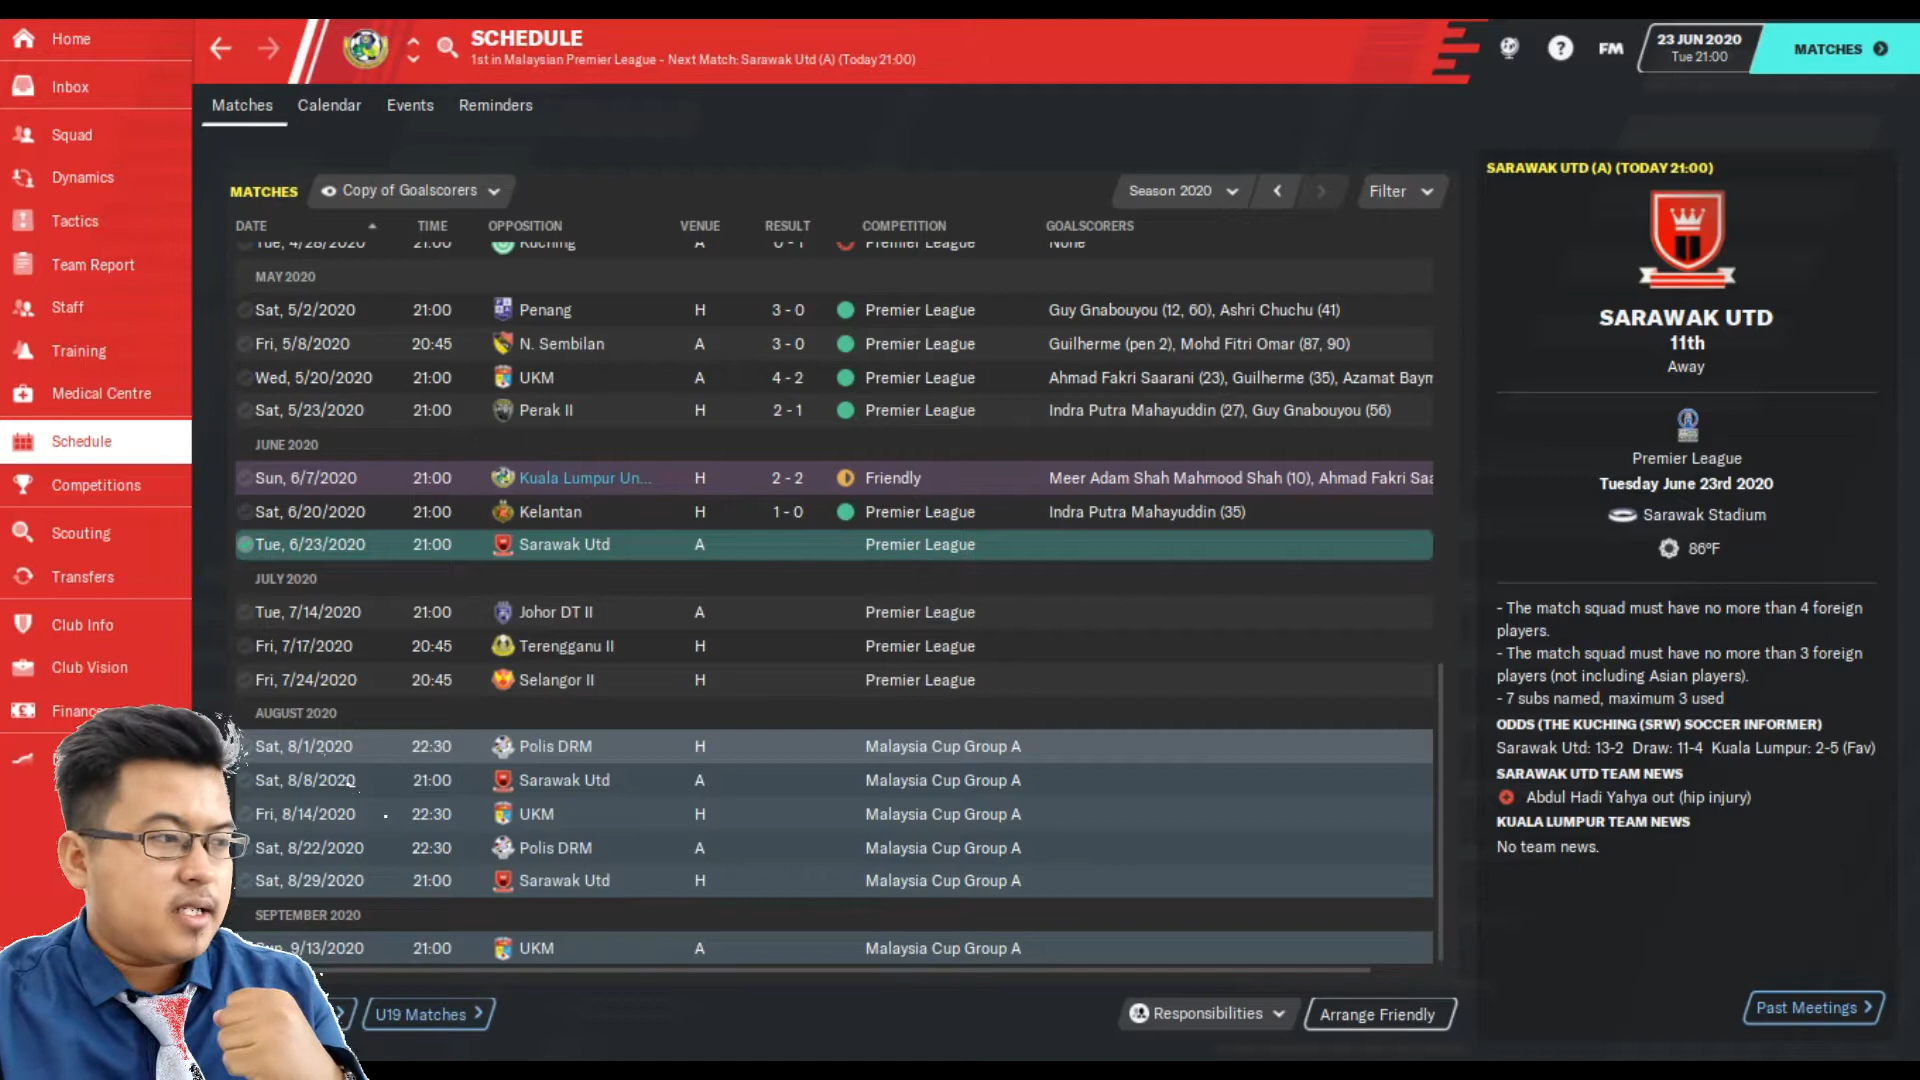 Home
Inbox
Squad
Dynamics
Tactics
Team Report
Staff
Training
Medical Centre
Schedule
Competitions
Scouting
Transfers
Club Info
Club Vision
Finance
SCHEDULE
1st in Malaysian Premier League - Next Match: Sarawak Utd (A) (Today 21:00)
?
FM
23 JUN 2020
Tue 21:00
MATCHES
Matches Calendar Events Reminders
MATCHES Copy of Goalscorers Season 2020 Filter
DATE TIME OPPOSITION VENUE RESULT COMPETITION GOALSCORERS
Tue, 4/28/2020 21:00 Kuching A 0 - 1 Premier League None
MAY 2020
Sat, 5/2/2020 21:00 Penang H 3 - 0 Premier League Guy Gnabouyou (12, 60), Ashri Chuchu (41)
Fri, 5/8/2020 20:45 N. Sembilan A 3 - 0 Premier League Guilherme (pen 2), Mohd Fitri Omar (87, 90)
Wed, 5/20/2020 21:00 UKM A 4 - 2 Premier League Ahmad Fakri Saarani (23), Guilherme (35), Azamat Baym
Sat, 5/23/2020 21:00 Perak II H 2 - 1 Premier League Indra Putra Mahayuddin (27), Guy Gnabouyou (56)
JUNE 2020
Sun, 6/7/2020 21:00 Kuala Lumpur Un... H 2 - 2 Friendly Meer Adam Shah Mahmood Shah (10), Ahmad Fakri Saa
Sat, 6/20/2020 21:00 Kelantan H 1 - 0 Premier League Indra Putra Mahayuddin (35)
Tue, 6/23/2020 21:00 Sarawak Utd A Premier League
JULY 2020
Tue, 7/14/2020 21:00 Johor DT II A Premier League
Fri, 7/17/2020 20:45 Terengganu II H Premier League
Fri, 7/24/2020 20:45 Selangor II H Premier League
AUGUST 2020
Sat, 8/1/2020 22:30 Polis DRM H Malaysia Cup Group A
Sat, 8/8/2020 21:00 Sarawak Utd A Malaysia Cup Group A
Fri, 8/14/2020 22:30 UKM H Malaysia Cup Group A
Sat, 8/22/2020 22:30 Polis DRM A Malaysia Cup Group A
Sat, 8/29/2020 21:00 Sarawak Utd H Malaysia Cup Group A
SEPTEMBER 2020
9/13/2020 21:00 UKM A Malaysia Cup Group A
U19 Matches
Responsibilities
Arrange Friendly
SARAWAK UTD (A) (TODAY 21:00)
SARAWAK UTD
11th
Away
Premier League
Tuesday June 23rd 2020
Sarawak Stadium
86°F
- The match squad must have no more than 4 foreign
players.
- The match squad must have no more than 3 foreign
players (not including Asian players).
- 7 subs named, maximum 3 used
ODDS (THE KUCHING (SRW) SOCCER INFORMER)
Sarawak Utd: 13-2 Draw: 11-4 Kuala Lumpur: 2-5 (Fav)
SARAWAK UTD TEAM NEWS
Abdul Hadi Yahya out (hip injury)
KUALA LUMPUR TEAM NEWS
No team news.
Past Meetings